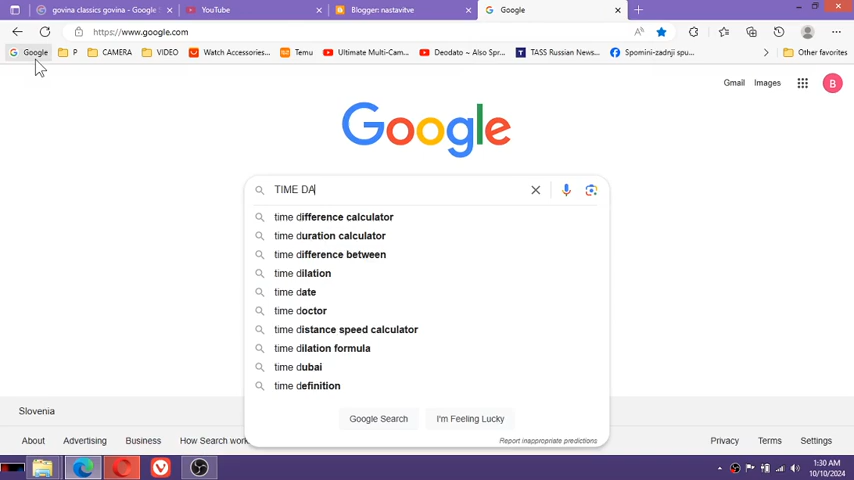 govina classics govina - Google S
YouTube
Blogger: nastavitve
Google
https://www.google.com
Google
P
CAMERA
VIDEO
Watch Accessories...
Temu
Ultimate Multi-Cam...
Deodato ~ Also Spr...
TASS Russian News...
Spomini-zadnji spu...
Other favorites
Gmail
Images
B
Google
TIME DA
time difference calculator
time duration calculator
time difference between
time dilation
time date
time doctor
time distance speed calculator
time dilation formula
time dubai
time definition
Google Search
I'm Feeling Lucky
Report inappropriate predictions
Slovenia
About
Advertising
Business
How Search work
Privacy
Terms
Settings
1:30 AM
10/10/2024